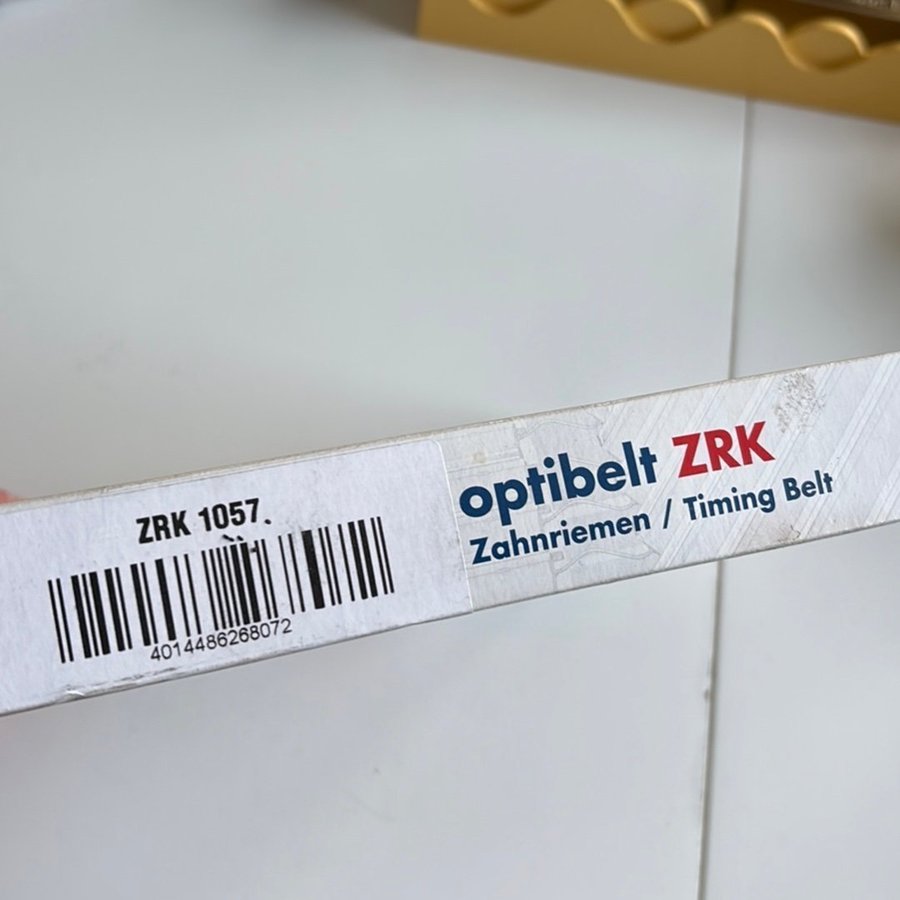 ZRK 1057.
4014486268072
optibelt ZRK
Zahnriemen / Timing Belt